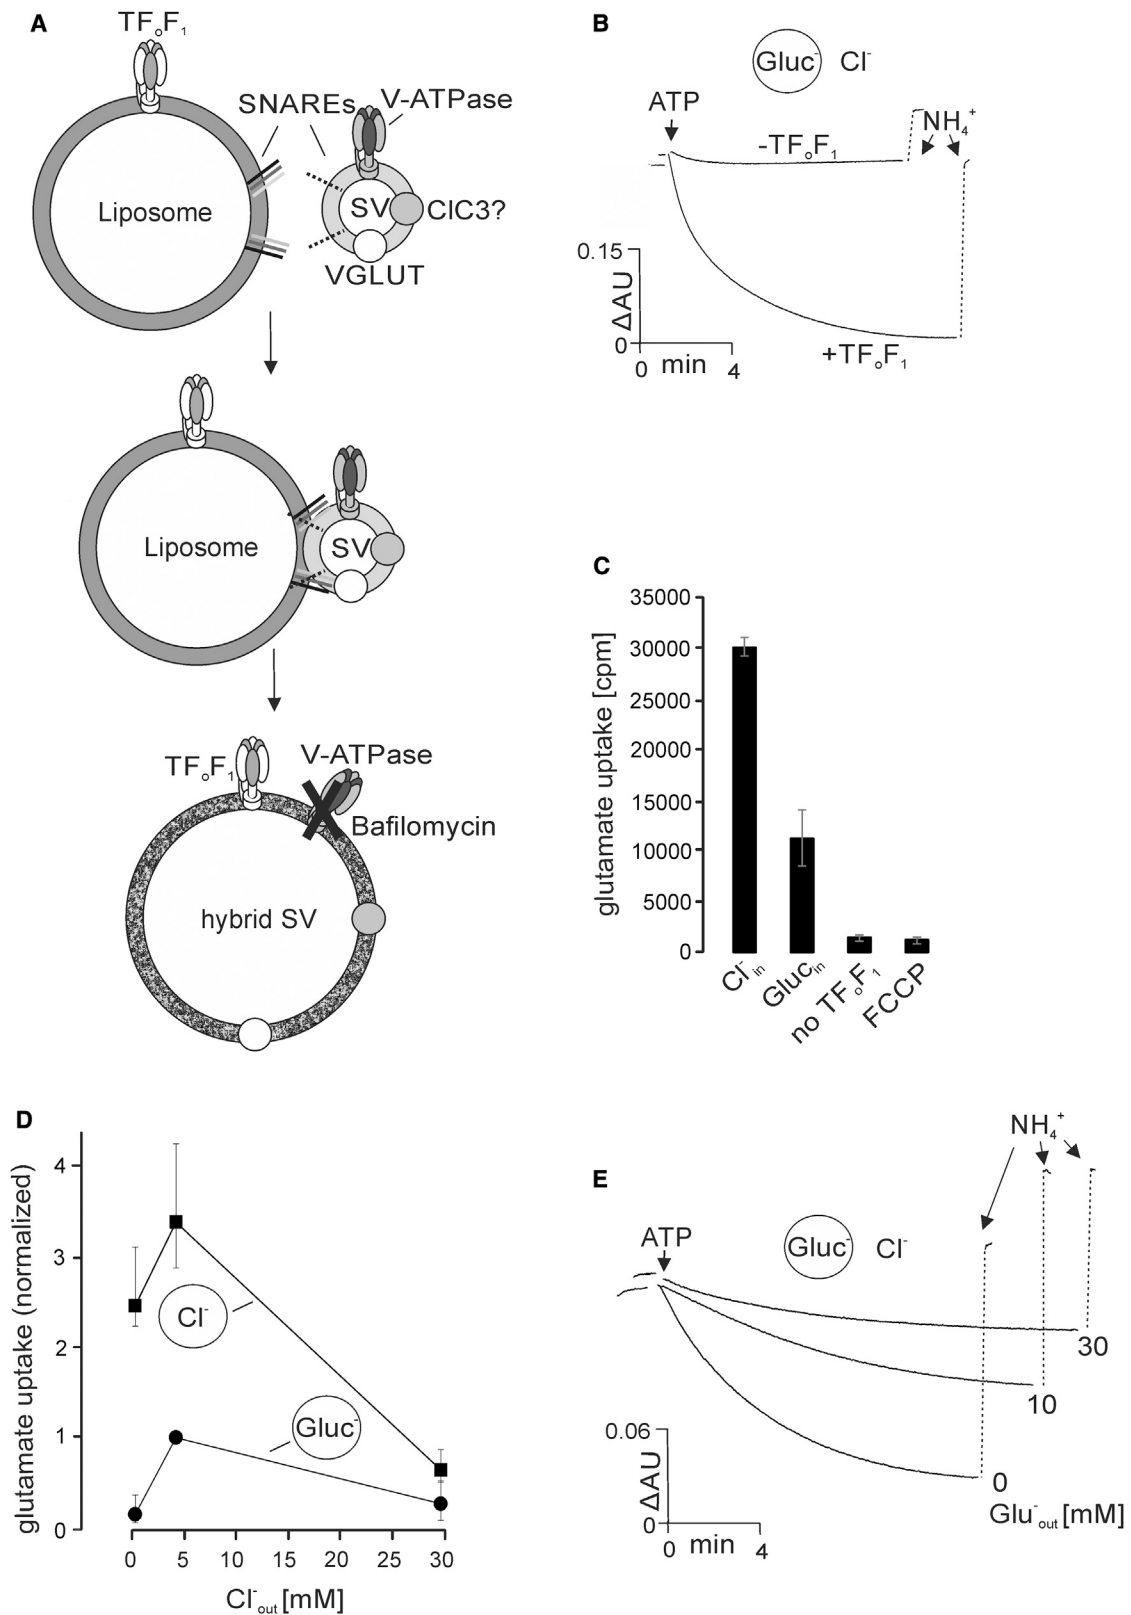 A
TFₒF₁
SNAREs
V-ATPase
Liposome
SV
ClC3?
VGLUT
Liposome
SV
TFₒF₁
V-ATPase
Bafilomycin
hybrid SV
B
Gluc⁻ Cl⁻
ATP
-TFₒF₁
NH₄⁺
0.15
ΔAU
0
+TFₒF₁
0 min 4
C
35000
30000
25000
20000
15000
10000
5000
0
glutamate uptake [cpm]
Cl⁻in
Glucin
no TFₒF₁
FCCP
D
glutamate uptake (normalized)
4
3
2
1
0
Cl⁻
Gluc⁻
0 5 10 15 20 25 30
Cl⁻out [mM]
E
NH₄⁺
ATP
Gluc⁻ Cl⁻
30
10
0
0.06
ΔAU
0
Glu⁻out [mM]
0 min 4